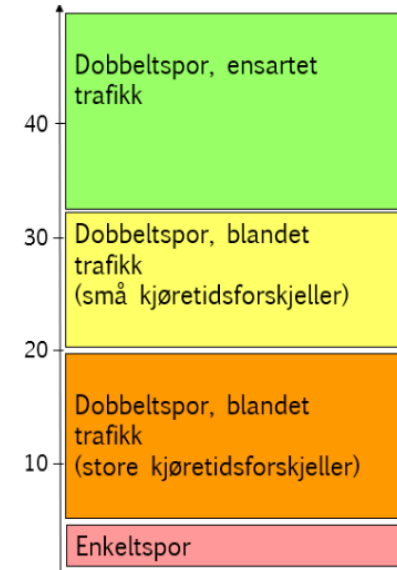 Dobbeltspor, ensartet
trafikk
40
30
Dobbeltspor, blandet
trafikk
(små kjøretidsforskjeller)
20
Dobbeltspor, blandet
trafikk
10
(store kjøretidsforskjeller)
Enkeltspor